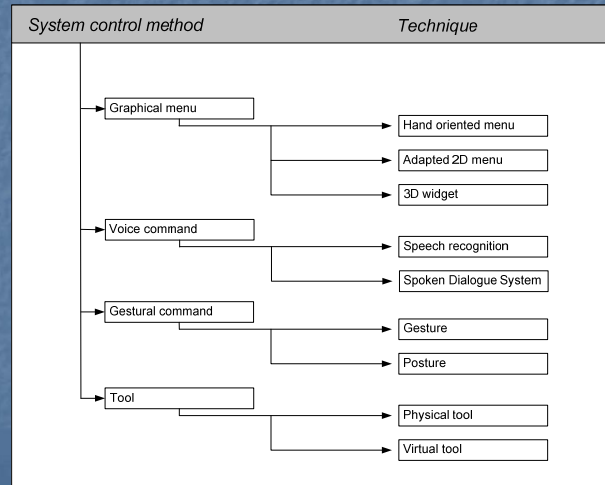 System control method
Technique
Graphical menu
Hand oriented menu
Adapted 2D menu
3D widget
Voice command
Speech recognition
Spoken Dialogue System
Gestural command
Gesture
Posture
Tool
Physical tool
Virtual tool